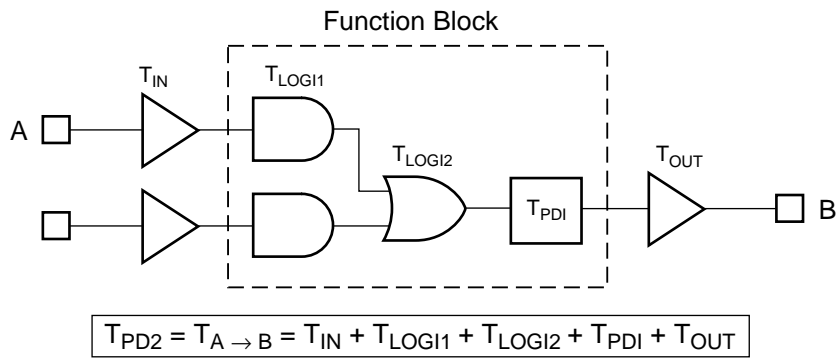 Function Block
T_IN
T_LOGI1
A
T_LOGI2
T_OUT
T_PDI
B
T_PD2 = T_A → B = T_IN + T_LOGI1 + T_LOGI2 + T_PDI + T_OUT